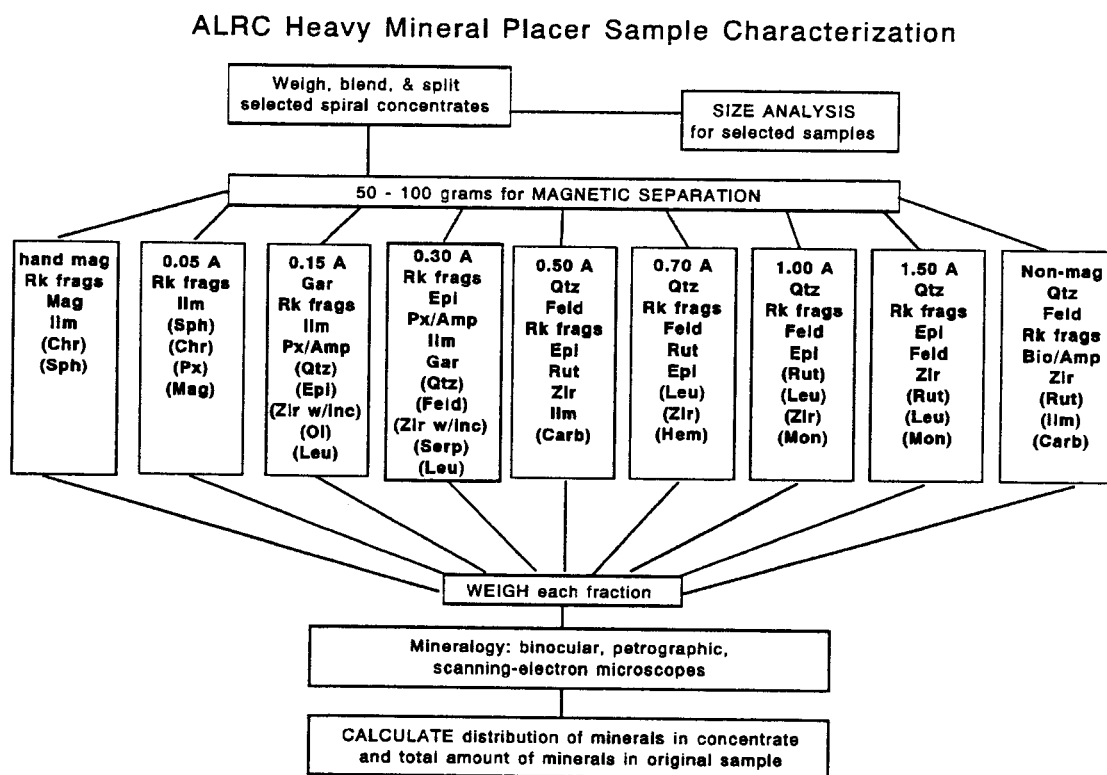 ALRC Heavy Mineral Placer Sample Characterization
Weigh, blend, & split
selected spiral concentrates
SIZE ANALYSIS
for selected samples
50 - 100 grams for MAGNETIC SEPARATION
hand mag
Rk frags
Mag
Ilm
(Chr)
(Sph)
0.05 A
Rk frags
Ilm
(Sph)
(Chr)
(Px)
(Mag)
0.15 A
Gar
Rk frags
Ilm
Px/Amp
(Qtz)
(Epi)
(Zir w/inc)
(Ol)
(Leu)
0.30 A
Rk frags
Epi
Px/Amp
Ilm
Gar
(Qtz)
(Feld)
(Zir w/inc)
(Serp)
(Leu)
0.50 A
Qtz
Feld
Rk frags
Epi
Rut
Zir
Ilm
(Carb)
0.70 A
Qtz
Rk frags
Feld
Rut
Epi
(Leu)
(Zir)
(Hem)
1.00 A
Qtz
Rk frags
Feld
Epi
(Rut)
(Leu)
(Zir)
(Mon)
1.50 A
Qtz
Rk frags
Epi
Feld
Zir
(Rut)
(Leu)
(Mon)
Non-mag
Qtz
Feld
Rk frags
Bio/Amp
Zir
(Rut)
(Ilm)
(Carb)
WEIGH each fraction
Mineralogy: binocular, petrographic,
scanning-electron microscopes
CALCULATE distribution of minerals in concentrate
and total amount of minerals in original sample